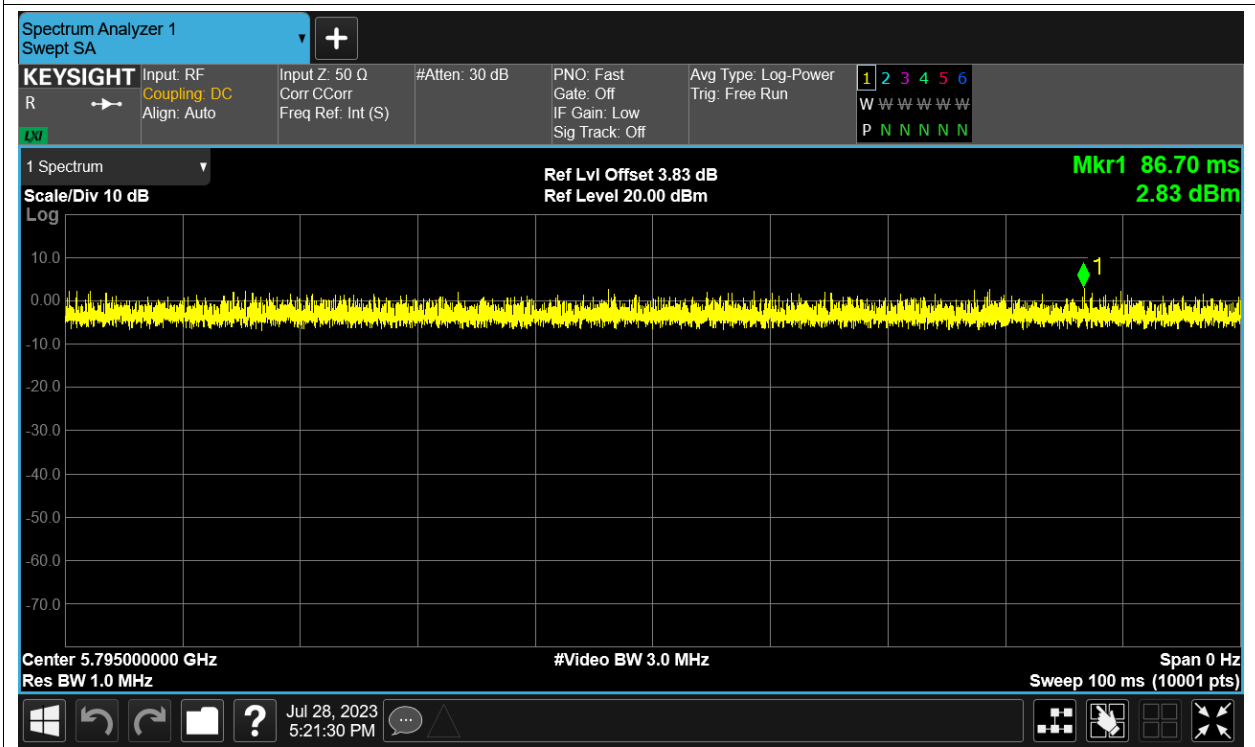 Spectrum Analyzer 1
Swept SA
KEYSIGHT
R
LXI
Input: RF
Coupling: DC
Align: Auto
Input Z: 50 Ω
Corr CCorr
Freq Ref: Int (S)
#Atten: 30 dB
PNO: Fast
Gate: Off
IF Gain: Low
Sig Track: Off
Avg Type: Log-Power
Trig: Free Run
1 2 3 4 5 6
W W W W W W
P N N N N N
1 Spectrum
Scale/Div 10 dB
Ref Lvl Offset 3.83 dB
Ref Level 20.00 dBm
Mkr1 86.70 ms
2.83 dBm
Log
10.0
0.00
-10.0
-20.0
-30.0
-40.0
-50.0
-60.0
-70.0
1
Center 5.795000000 GHz
Res BW 1.0 MHz
#Video BW 3.0 MHz
Span 0 Hz
Sweep 100 ms (10001 pts)
?
Jul 28, 2023
5:21:30 PM